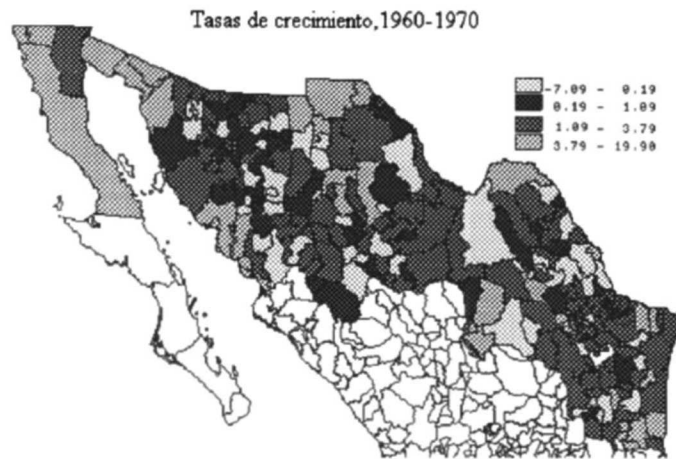 Tasas de crecimiento,1960-1970
-7.09 - 0.19
0.19 - 1.09
1.09 - 3.79
3.79 - 19.90